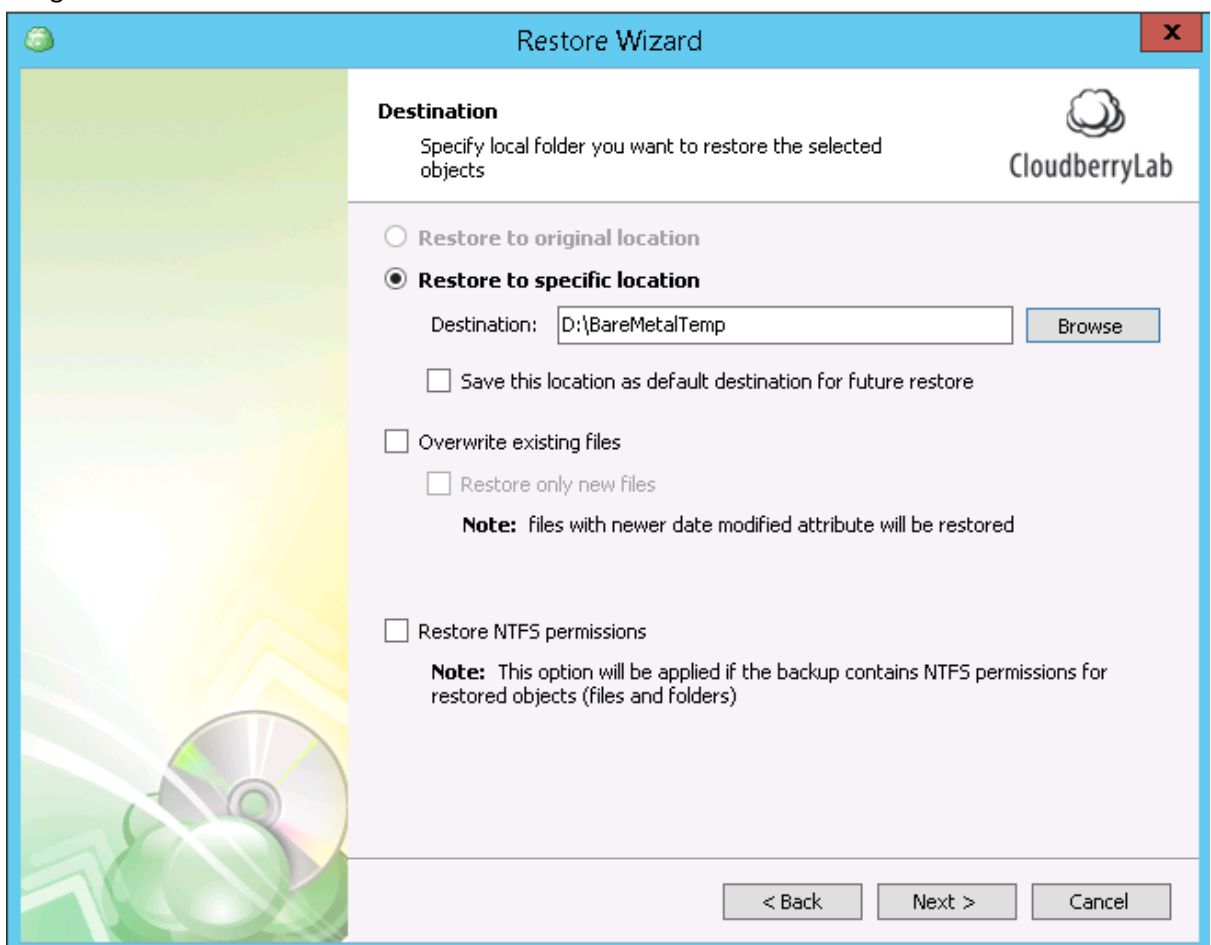 Restore Wizard
x
Destination
Specify local folder you want to restore the selected
objects
CloudberryLab
Restore to original location
Restore to specific location
Destination: D:\BareMetalTemp Browse
Save this location as default destination for future restore
Overwrite existing files
Restore only new files
Note: files with newer date modified attribute will be restored
Restore NTFS permissions
Note: This option will be applied if the backup contains NTFS permissions for
restored objects (files and folders)
< Back Next > Cancel